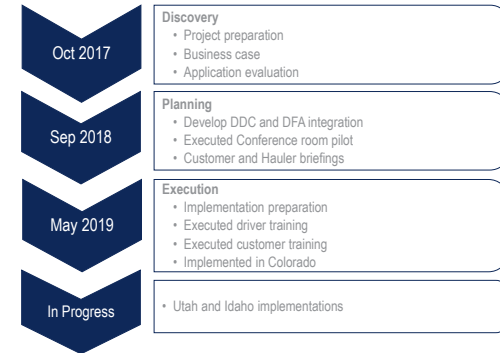 Oct 2017
Discovery
• Project preparation
• Business case
• Application evaluation
Sep 2018
Planning
• Develop DDC and DFA integration
• Executed Conference room pilot
• Customer and Hauler briefings
May 2019
Execution
• Implementation preparation
• Executed driver training
• Executed customer training
• Implemented in Colorado
In Progress
• Utah and Idaho implementations